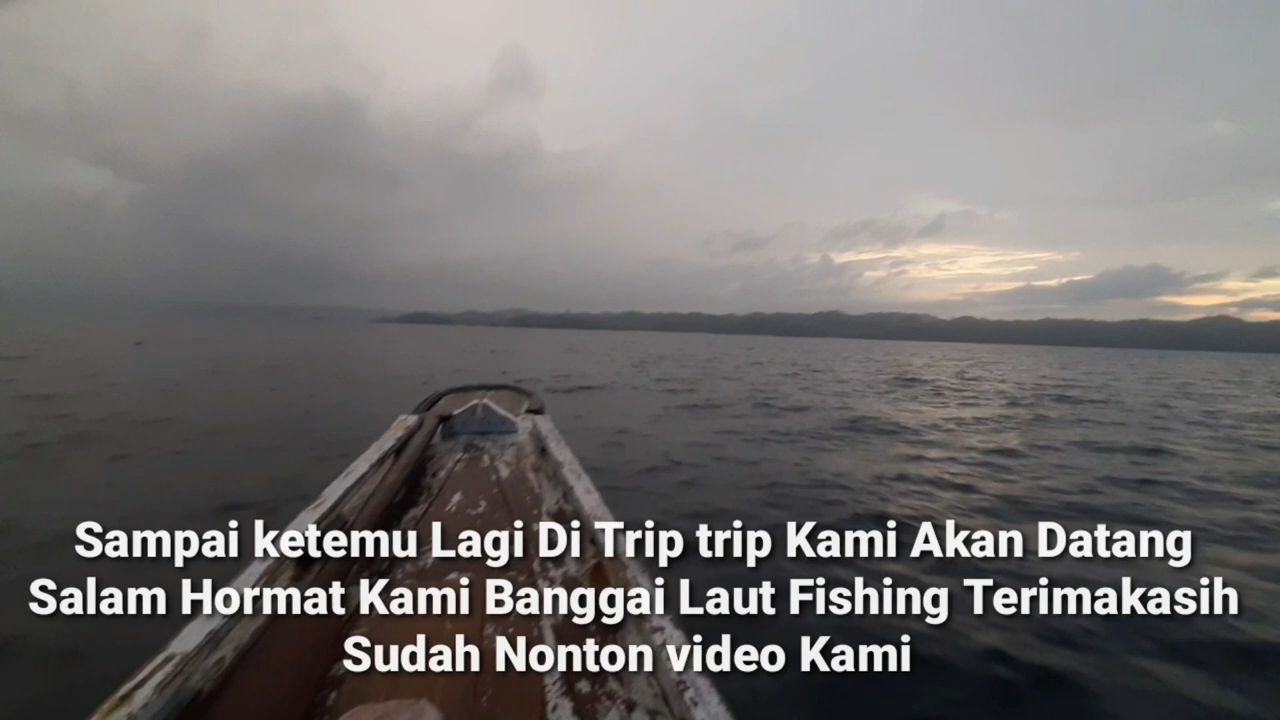 Sampai ketemu Lagi Di Trip trip Kami Akan Datang
Salam Hormat Kami Banggai Laut Fishing Terimakasih
Sudah Nonton video Kami